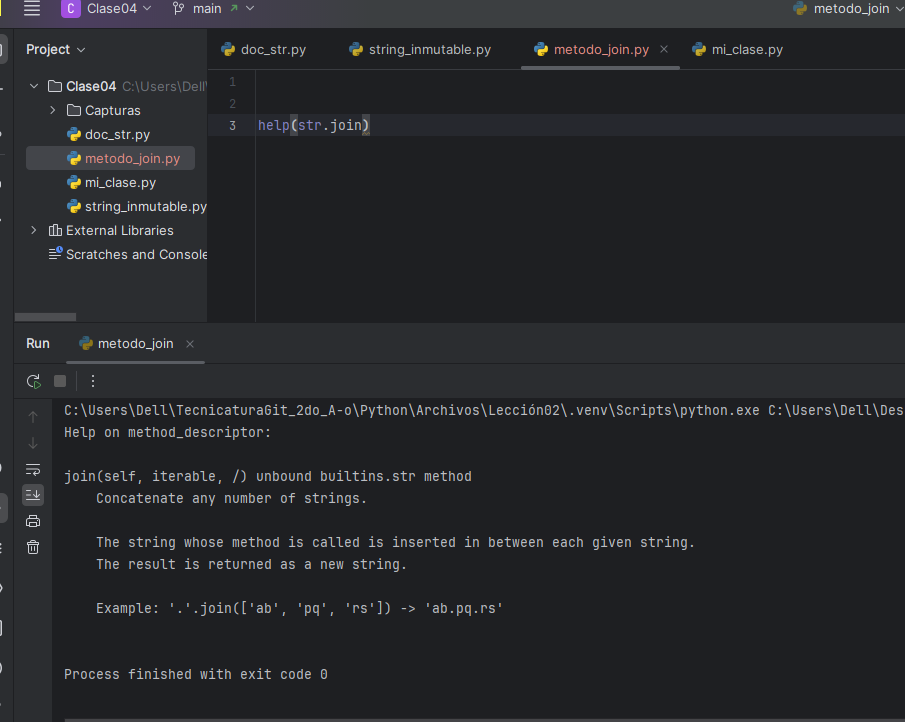 C Clase04 main metodo_join
Project
doc_str.py string_inmutable.py metodo_join.py mi_clase.py
Clase04 C:\Users\Dell\
Capturas
doc_str.py
metodo_join.py
mi_clase.py
string_inmutable.py
External Libraries
Scratches and Console
1
2
3 help(str.join)
Run metodo_join
C:\Users\Dell\TecnicaturaGit_2do_A-o\Python\Archivos\Lección02\.venv\Scripts\python.exe C:\Users\Dell\Des
Help on method_descriptor:
join(self, iterable, /) unbound builtins.str method
Concatenate any number of strings.
The string whose method is called is inserted in between each given string.
The result is returned as a new string.
Example: '.'.join(['ab', 'pq', 'rs']) -> 'ab.pq.rs'
Process finished with exit code 0